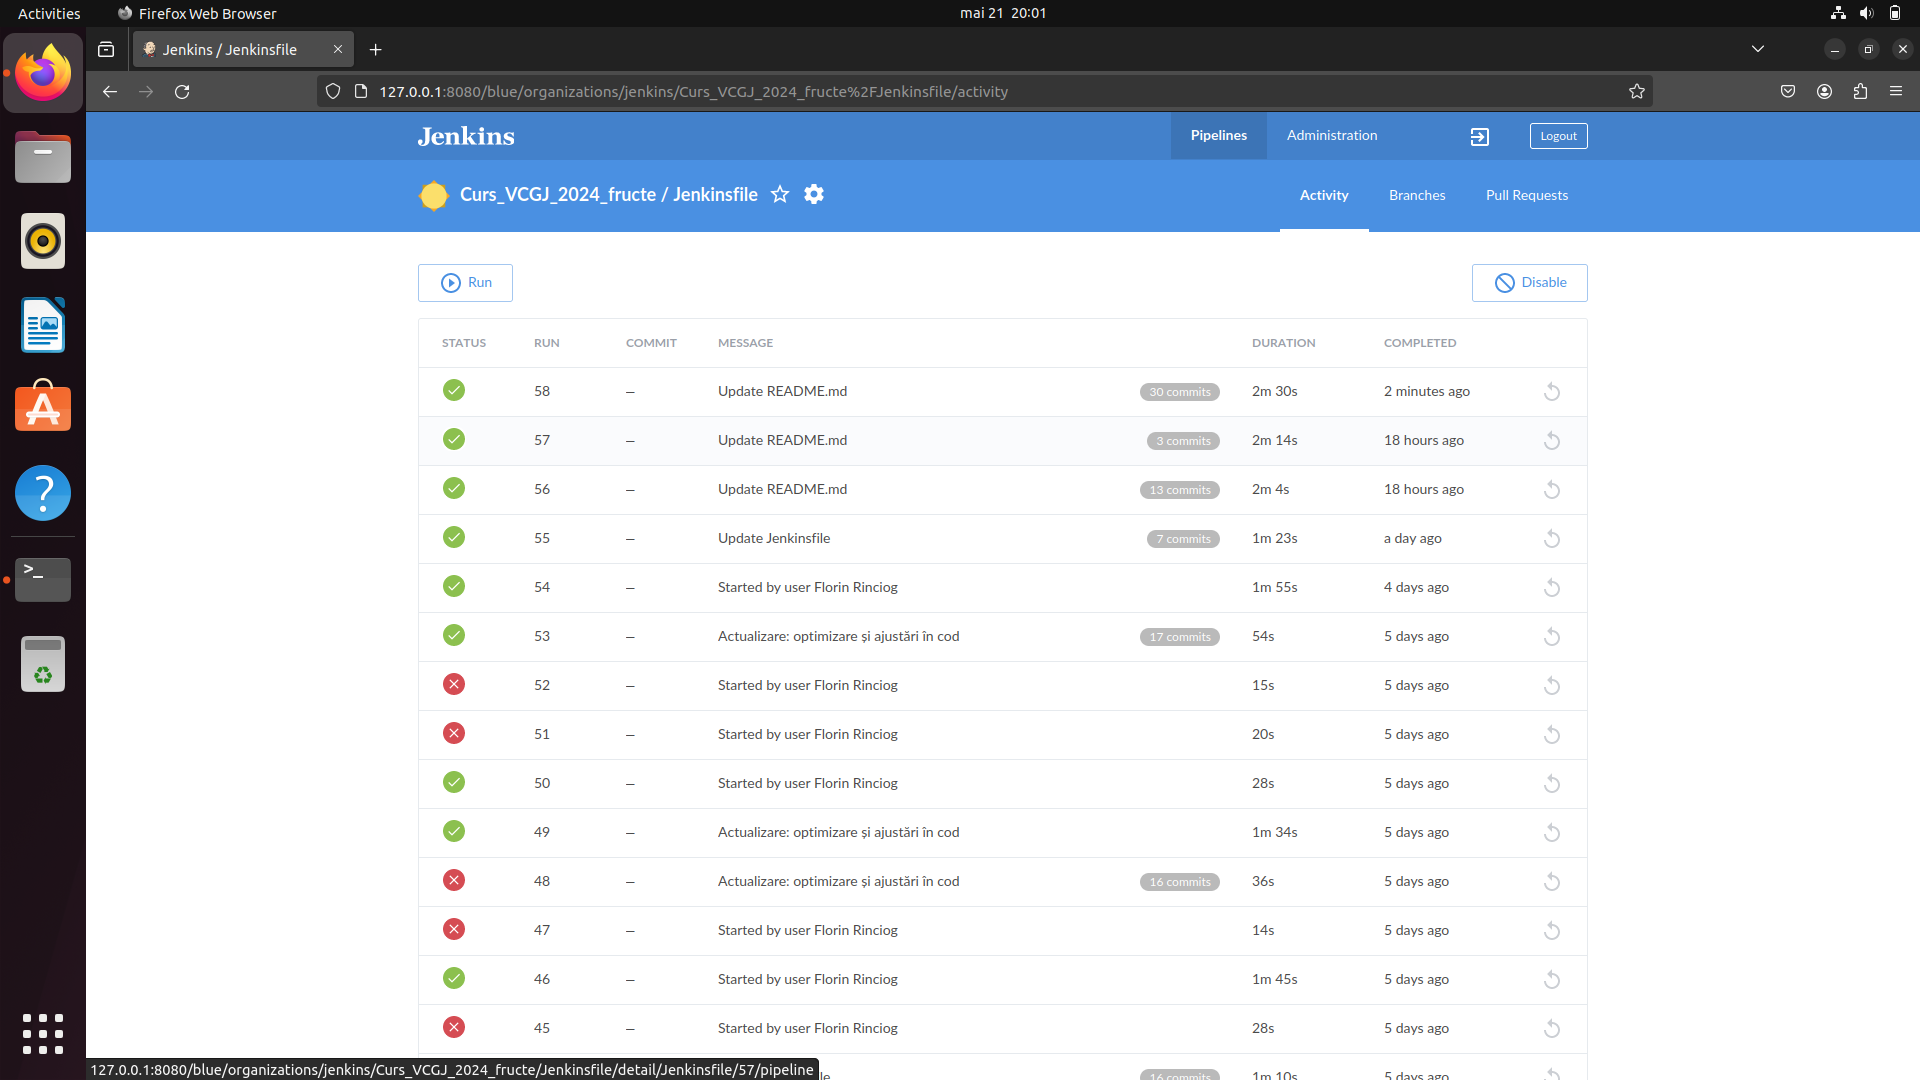 Activities
Firefox Web Browser
mai 21 20:01
Jenkins / Jenkinsfile
127.0.0.1:8080/blue/organizations/jenkins/Curs_VCGJ_2024_fructe%2FJenkinsfile/activity
Jenkins
Pipelines
Administration
Logout
Curs_VCGJ_2024_fructe / Jenkinsfile
Activity
Branches
Pull Requests
Run
Disable
STATUS RUN COMMIT MESSAGE DURATION COMPLETED
58 – Update README.md 30 commits 2m 30s 2 minutes ago
57 – Update README.md 3 commits 2m 14s 18 hours ago
56 – Update README.md 13 commits 2m 4s 18 hours ago
55 – Update Jenkinsfile 7 commits 1m 23s a day ago
54 – Started by user Florin Rinciog 1m 55s 4 days ago
53 – Actualizare: optimizare și ajustări în cod 17 commits 54s 5 days ago
52 – Started by user Florin Rinciog 15s 5 days ago
51 – Started by user Florin Rinciog 20s 5 days ago
50 – Started by user Florin Rinciog 28s 5 days ago
49 – Actualizare: optimizare și ajustări în cod 1m 34s 5 days ago
48 – Actualizare: optimizare și ajustări în cod 16 commits 36s 5 days ago
47 – Started by user Florin Rinciog 14s 5 days ago
46 – Started by user Florin Rinciog 1m 45s 5 days ago
45 – Started by user Florin Rinciog 28s 5 days ago
16 commits 1m 10s 5 days ago
127.0.0.1:8080/blue/organizations/jenkins/Curs_VCGJ_2024_fructe/Jenkinsfile/detail/Jenkinsfile/57/pipeline